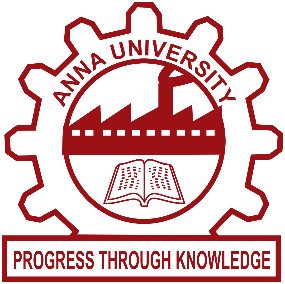 ANNA UNIVERSITY
PROGRESS THROUGH KNOWLEDGE